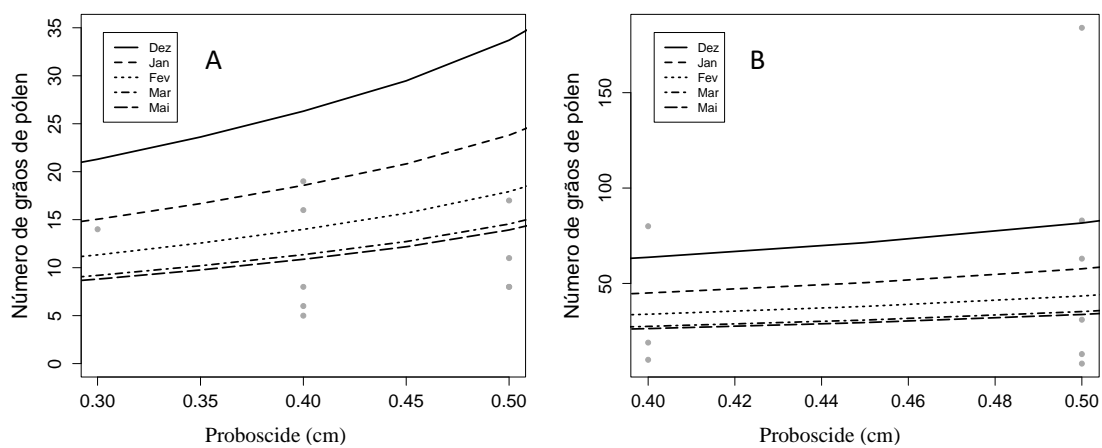 Número de grãos de pólen
35
30
25
20
15
10
5
0
Dez
Jan
Fev
Mar
Mai
A
0.30 0.35 0.40 0.45 0.50
Proboscide (cm)
Número de grãos de pólen
150
100
50
Dez
Jan
Fev
Mar
Mai
B
0.40 0.42 0.44 0.46 0.48 0.50
Proboscide (cm)